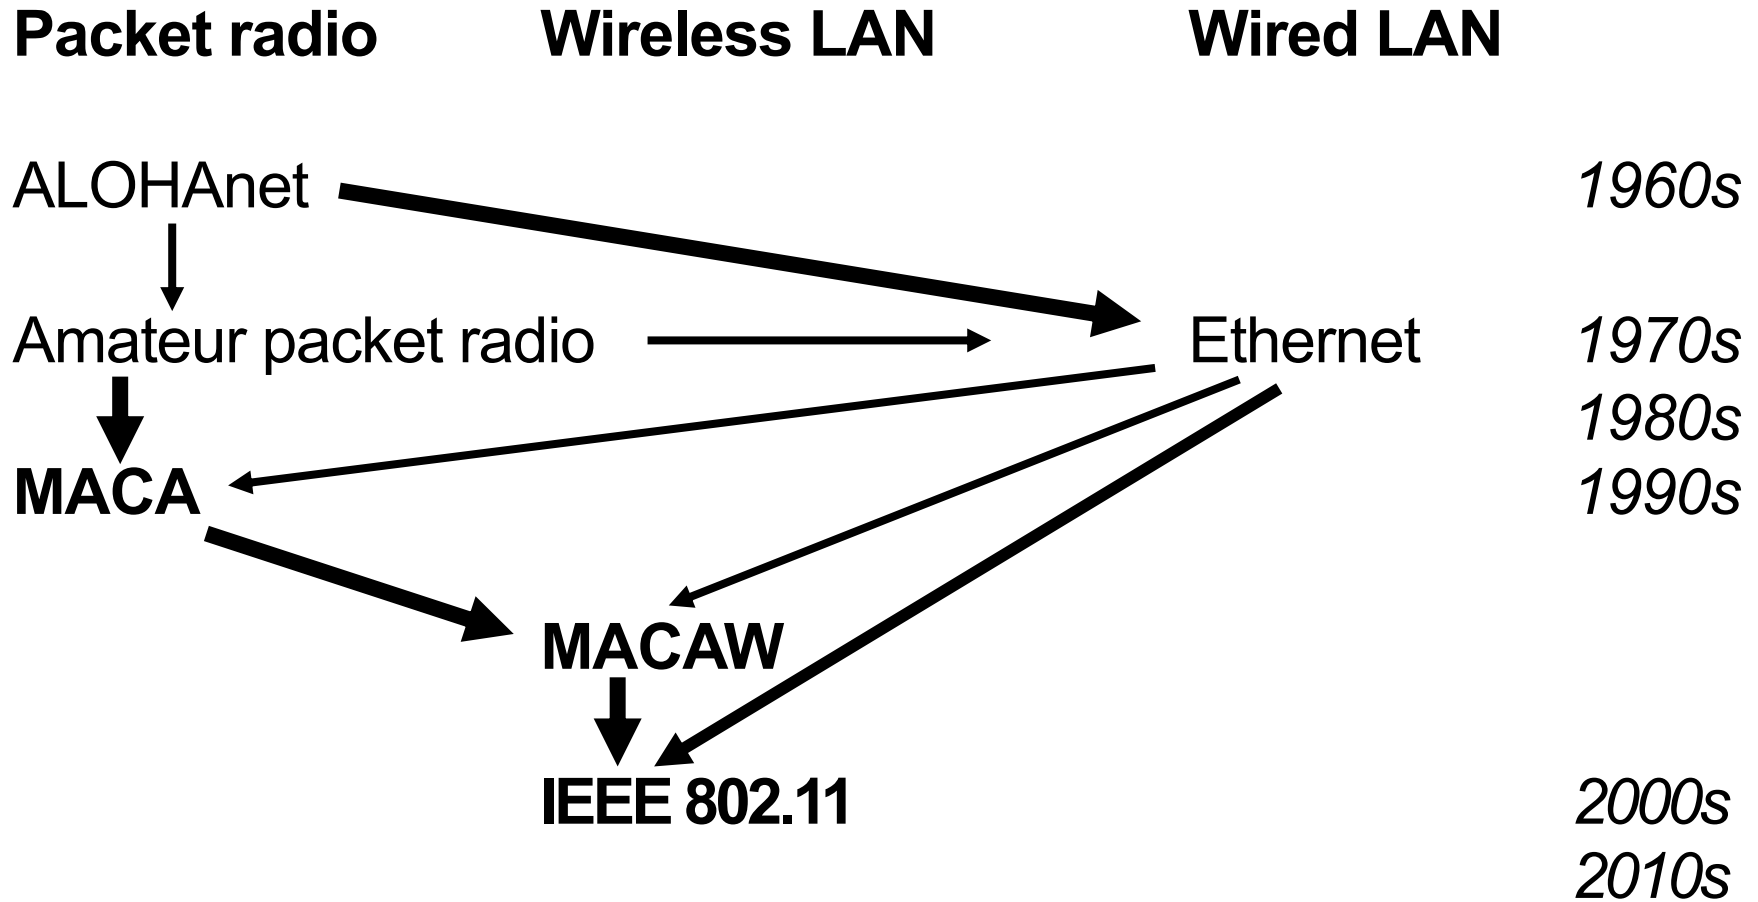 Packet radio Wireless LAN Wired LAN
ALOHAnet 1960s
Amateur packet radio Ethernet 1970s
1980s
MACA 1990s
MACAW
IEEE 802.11 2000s
2010s